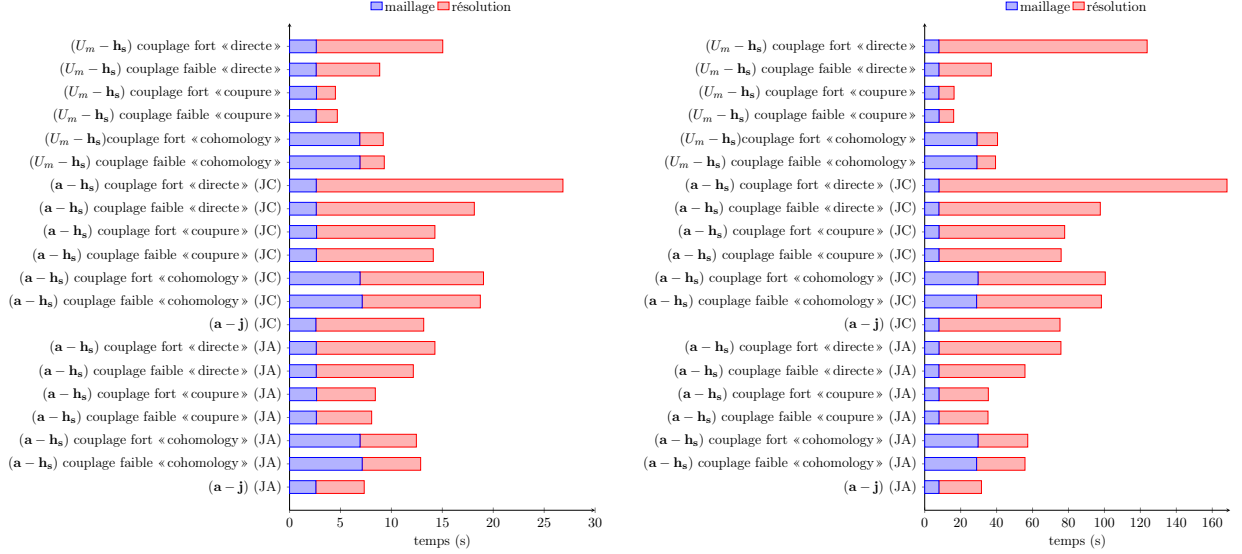 maillage résolution
(U_m − h_s) couplage fort « directe »
(U_m − h_s) couplage faible « directe »
(U_m − h_s) couplage fort « coupure »
(U_m − h_s) couplage faible « coupure »
(U_m − h_s)couplage fort « cohomology »
(U_m − h_s) couplage faible « cohomology »
(a − h_s) couplage fort « directe » (JC)
(a − h_s) couplage faible « directe » (JC)
(a − h_s) couplage fort « coupure » (JC)
(a − h_s) couplage faible « coupure » (JC)
(a − h_s) couplage fort « cohomology » (JC)
(a − h_s) couplage faible « cohomology » (JC)
(a − j) (JC)
(a − h_s) couplage fort « directe » (JA)
(a − h_s) couplage faible « directe » (JA)
(a − h_s) couplage fort « coupure » (JA)
(a − h_s) couplage faible « coupure » (JA)
(a − h_s) couplage fort « cohomology » (JA)
(a − h_s) couplage faible « cohomology » (JA)
(a − j) (JA)
0 5 10 15 20 25 30
temps (s)
maillage résolution
(U_m − h_s) couplage fort « directe »
(U_m − h_s) couplage faible « directe »
(U_m − h_s) couplage fort « coupure »
(U_m − h_s) couplage faible « coupure »
(U_m − h_s)couplage fort « cohomology »
(U_m − h_s) couplage faible « cohomology »
(a − h_s) couplage fort « directe » (JC)
(a − h_s) couplage faible « directe » (JC)
(a − h_s) couplage fort « coupure » (JC)
(a − h_s) couplage faible « coupure » (JC)
(a − h_s) couplage fort « cohomology » (JC)
(a − h_s) couplage faible « cohomology » (JC)
(a − j) (JC)
(a − h_s) couplage fort « directe » (JA)
(a − h_s) couplage faible « directe » (JA)
(a − h_s) couplage fort « coupure » (JA)
(a − h_s) couplage faible « coupure » (JA)
(a − h_s) couplage fort « cohomology » (JA)
(a − h_s) couplage faible « cohomology » (JA)
(a − j) (JA)
0 20 40 60 80 100 120 140 160
temps (s)